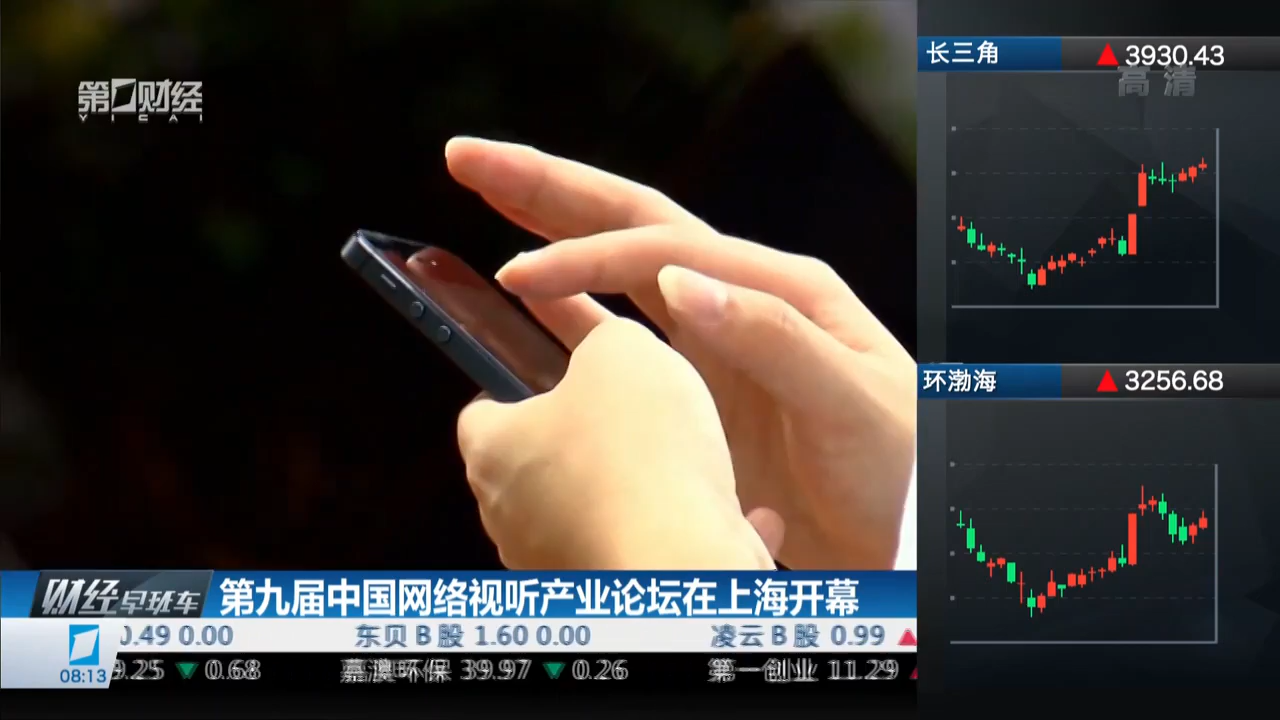 第一财经
YICAI
长三角 ▲ 3930.43
高清
环渤海 ▲ 3256.68
财经早班车 第九届中国网络视听产业论坛在上海开幕
0.49 0.00 东贝B股 1.60 0.00 凌云B股 0.99 ▲
08:13
9.25 ▼ 0.68 嘉澳环保 39.97 ▼ 0.26 第一创业 11.29